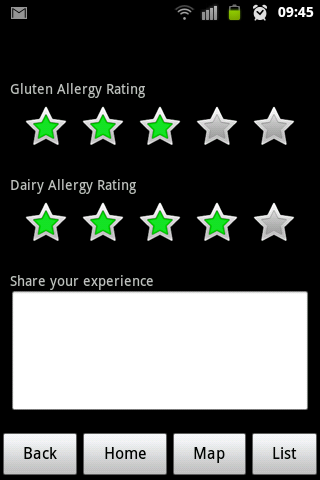 09:45
Gluten Allergy Rating
Dairy Allergy Rating
Share your experience
Back Home Map List